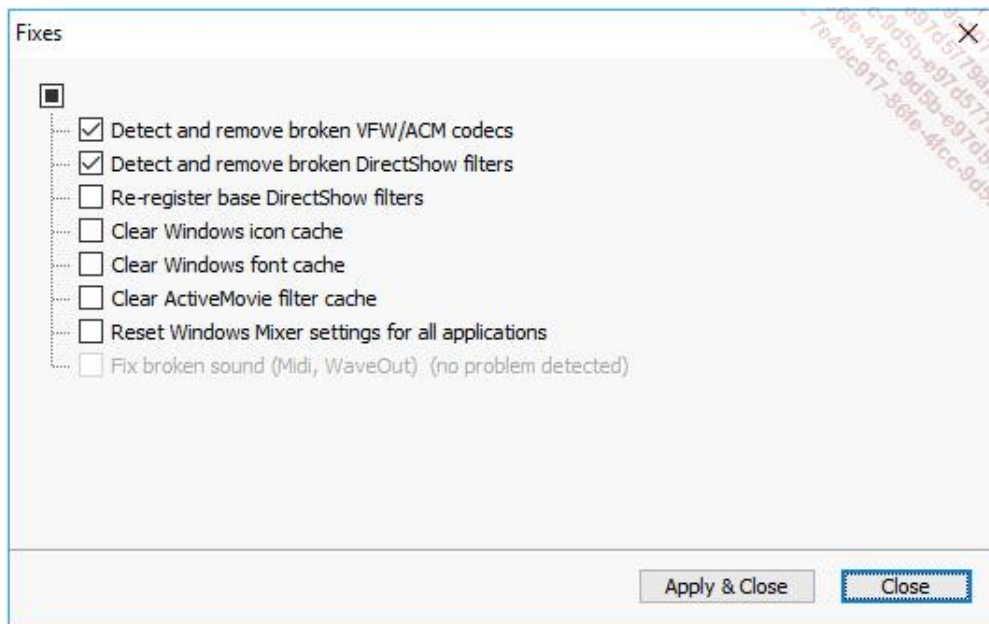 Fixes
Detect and remove broken VFW/ACM codecs
Detect and remove broken DirectShow filters
Re-register base DirectShow filters
Clear Windows icon cache
Clear Windows font cache
Clear ActiveMovie filter cache
Reset Windows Mixer settings for all applications
Fix broken sound (Midi, WaveOut) (no problem detected)
Apply & Close
Close